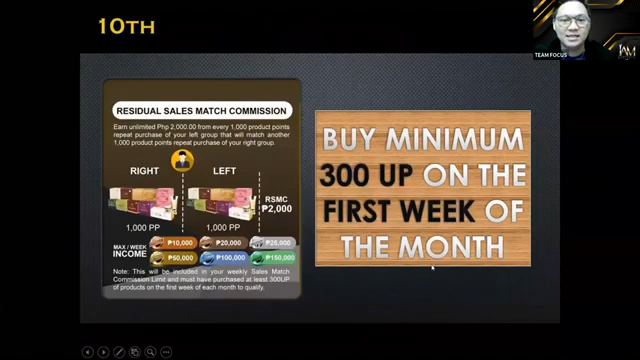 10TH
TEAM FOCUS
RESIDUAL SALES MATCH COMMISSION
Earn unlimited Php 2,000.00 from every 1,000 product points
repeat purchase of your left group that will match another
1,000 product points repeat purchase of your right group.
RIGHT LEFT
RSMC
₱2,000
1,000 PP 1,000 PP
MAX / WEEK
INCOME
₱10,000 ₱20,000 ₱25,000
₱50,000 ₱100,000 ₱150,000
Note: This will be included in your weekly Sales Match
Commission Limit and must have purchased at least 300UP
of products on the first week of each month to qualify.
BUY MINIMUM
300 UP ON THE
FIRST WEEK OF
THE MONTH